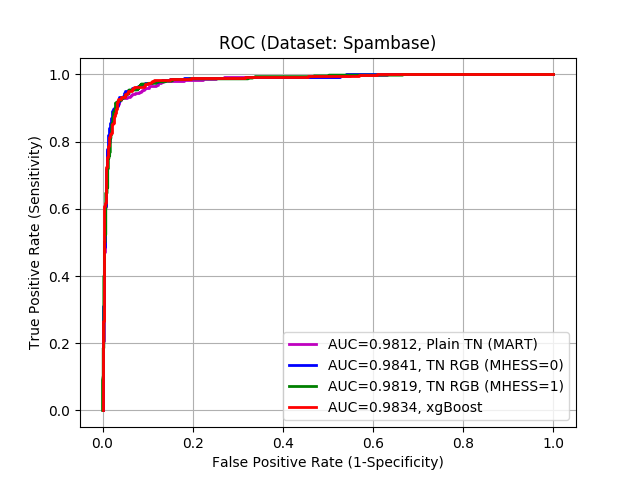 ROC (Dataset: Spambase)
True Positive Rate (Sensitivity)
1.0
0.8
0.6
0.4
0.2
0.0
AUC=0.9812, Plain TN (MART)
AUC=0.9841, TN RGB (MHESS=0)
AUC=0.9819, TN RGB (MHESS=1)
AUC=0.9834, xgBoost
0.0 0.2 0.4 0.6 0.8 1.0
False Positive Rate (1-Specificity)